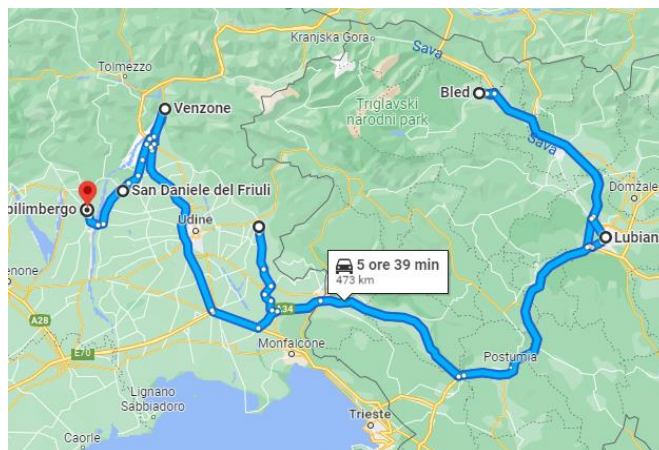 Kranjska Gora
Sava
Tolmezzo
Bled
Venzone
Triglavski
narodni park
Sava
San Daniele del Friuli
Domžale
pilimbergo
Udine
Lubian
5 ore 39 min
473 km
enone
A34
A28
E70
Monfalcone
Postumia
Lignano
Sabbiadoro
Trieste
Caorle